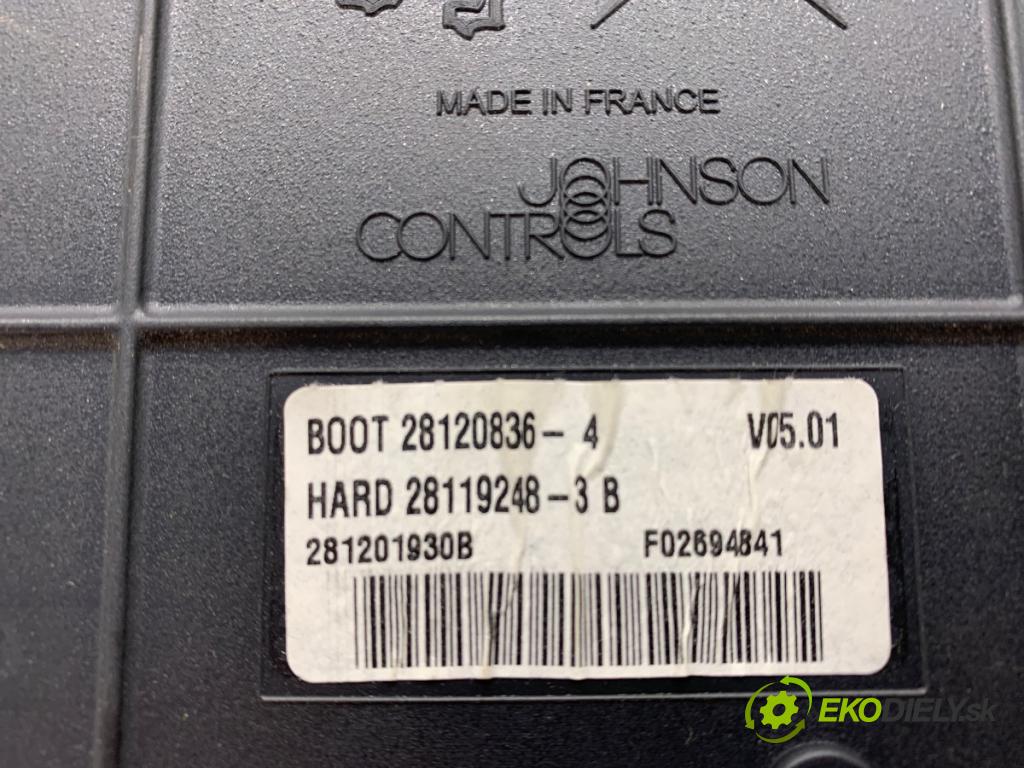 MADE IN FRANCE
JOHNSON
CONTROLS
BOOT 28120836- 4 V05.01
HARD 28119248-3 B
281201930B F02694841
EKODIELY.sk